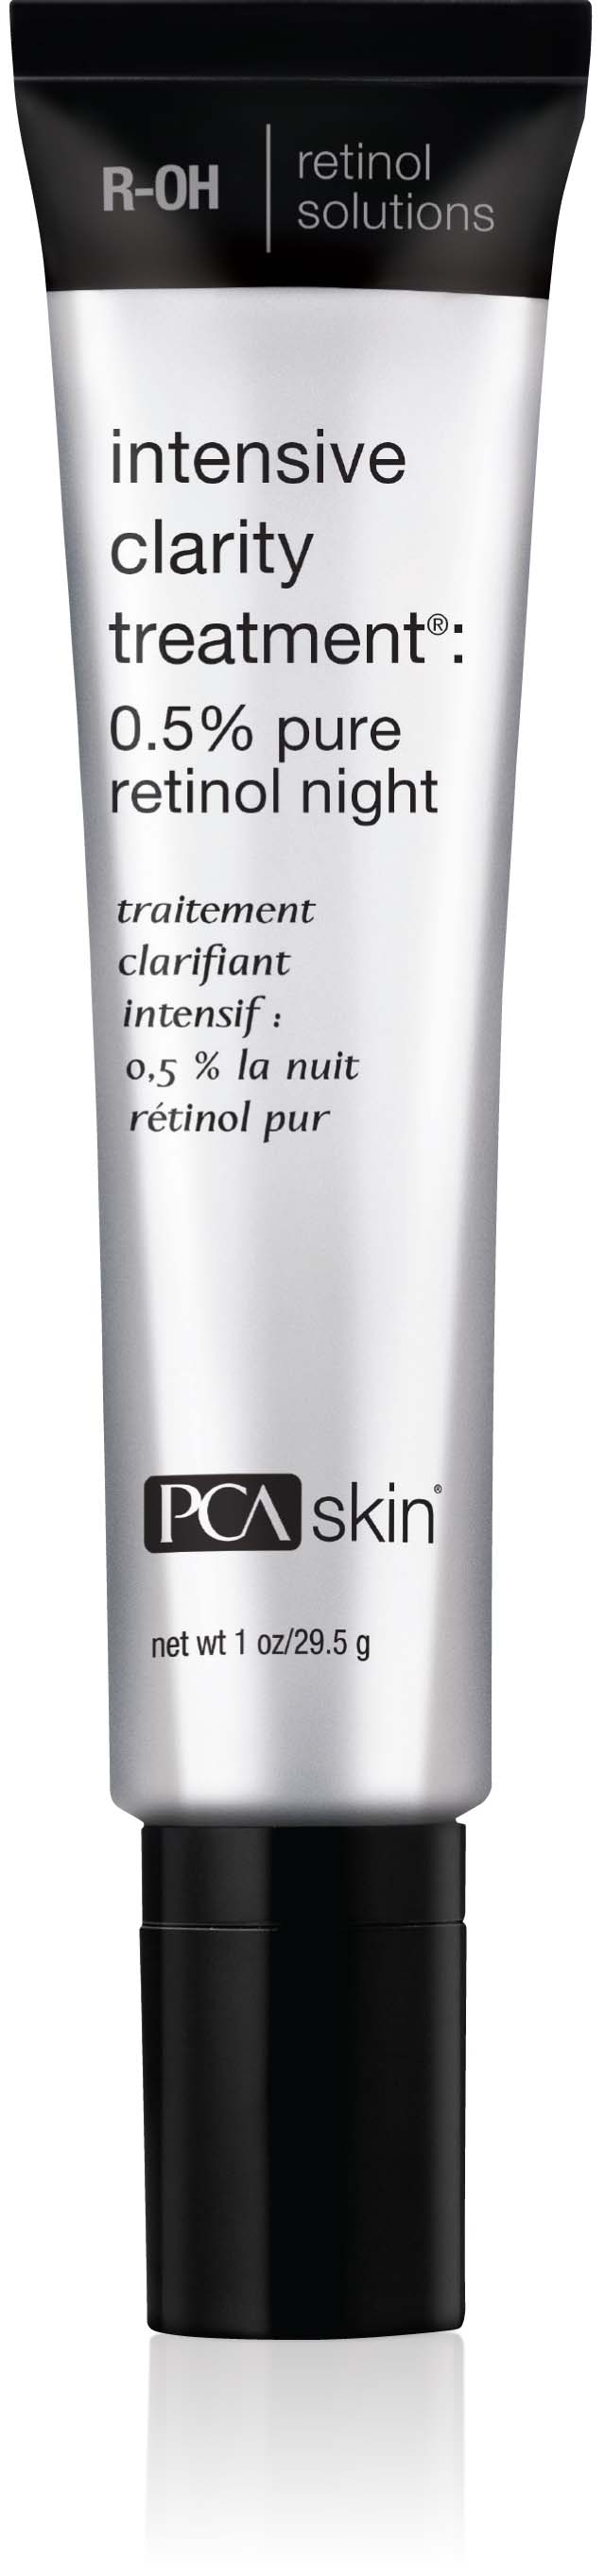 R-OH
retinol
solutions
intensive
clarity
treatment®:
0.5% pure
retinol night
traitement
clarifiant
intensif :
0,5 % la nuit
rétinol pur
PCA skin®
net wt 1 oz/29.5 g